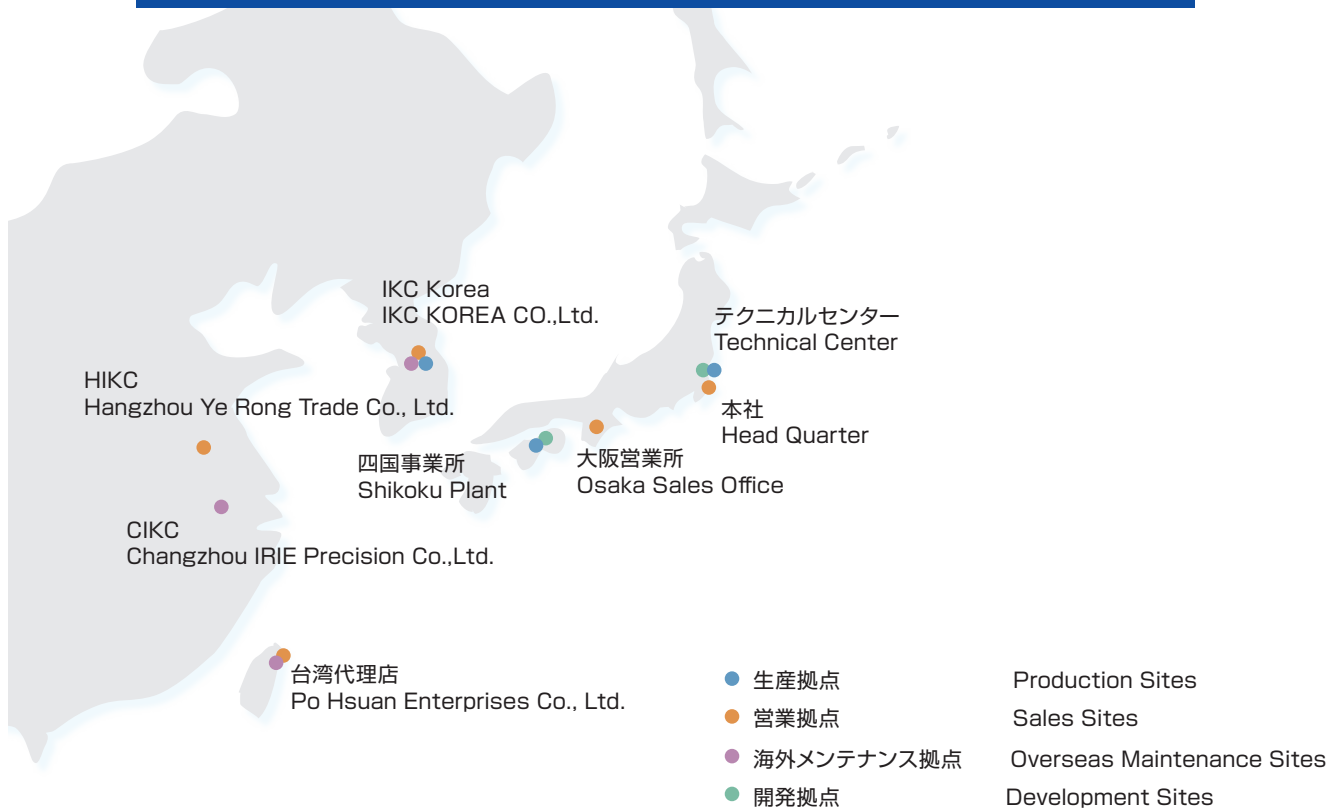 IKC Korea
IKC KOREA CO.,Ltd.
テクニカルセンター
Technical Center
HIKC
Hangzhou Ye Rong Trade Co., Ltd.
本社
Head Quarter
四国事業所
Shikoku Plant
大阪営業所
Osaka Sales Office
CIKC
Changzhou IRIE Precision Co.,Ltd.
台湾代理店
Po Hsuan Enterprises Co., Ltd.
生産拠点 Production Sites
営業拠点 Sales Sites
海外メンテナンス拠点 Overseas Maintenance Sites
開発拠点 Development Sites